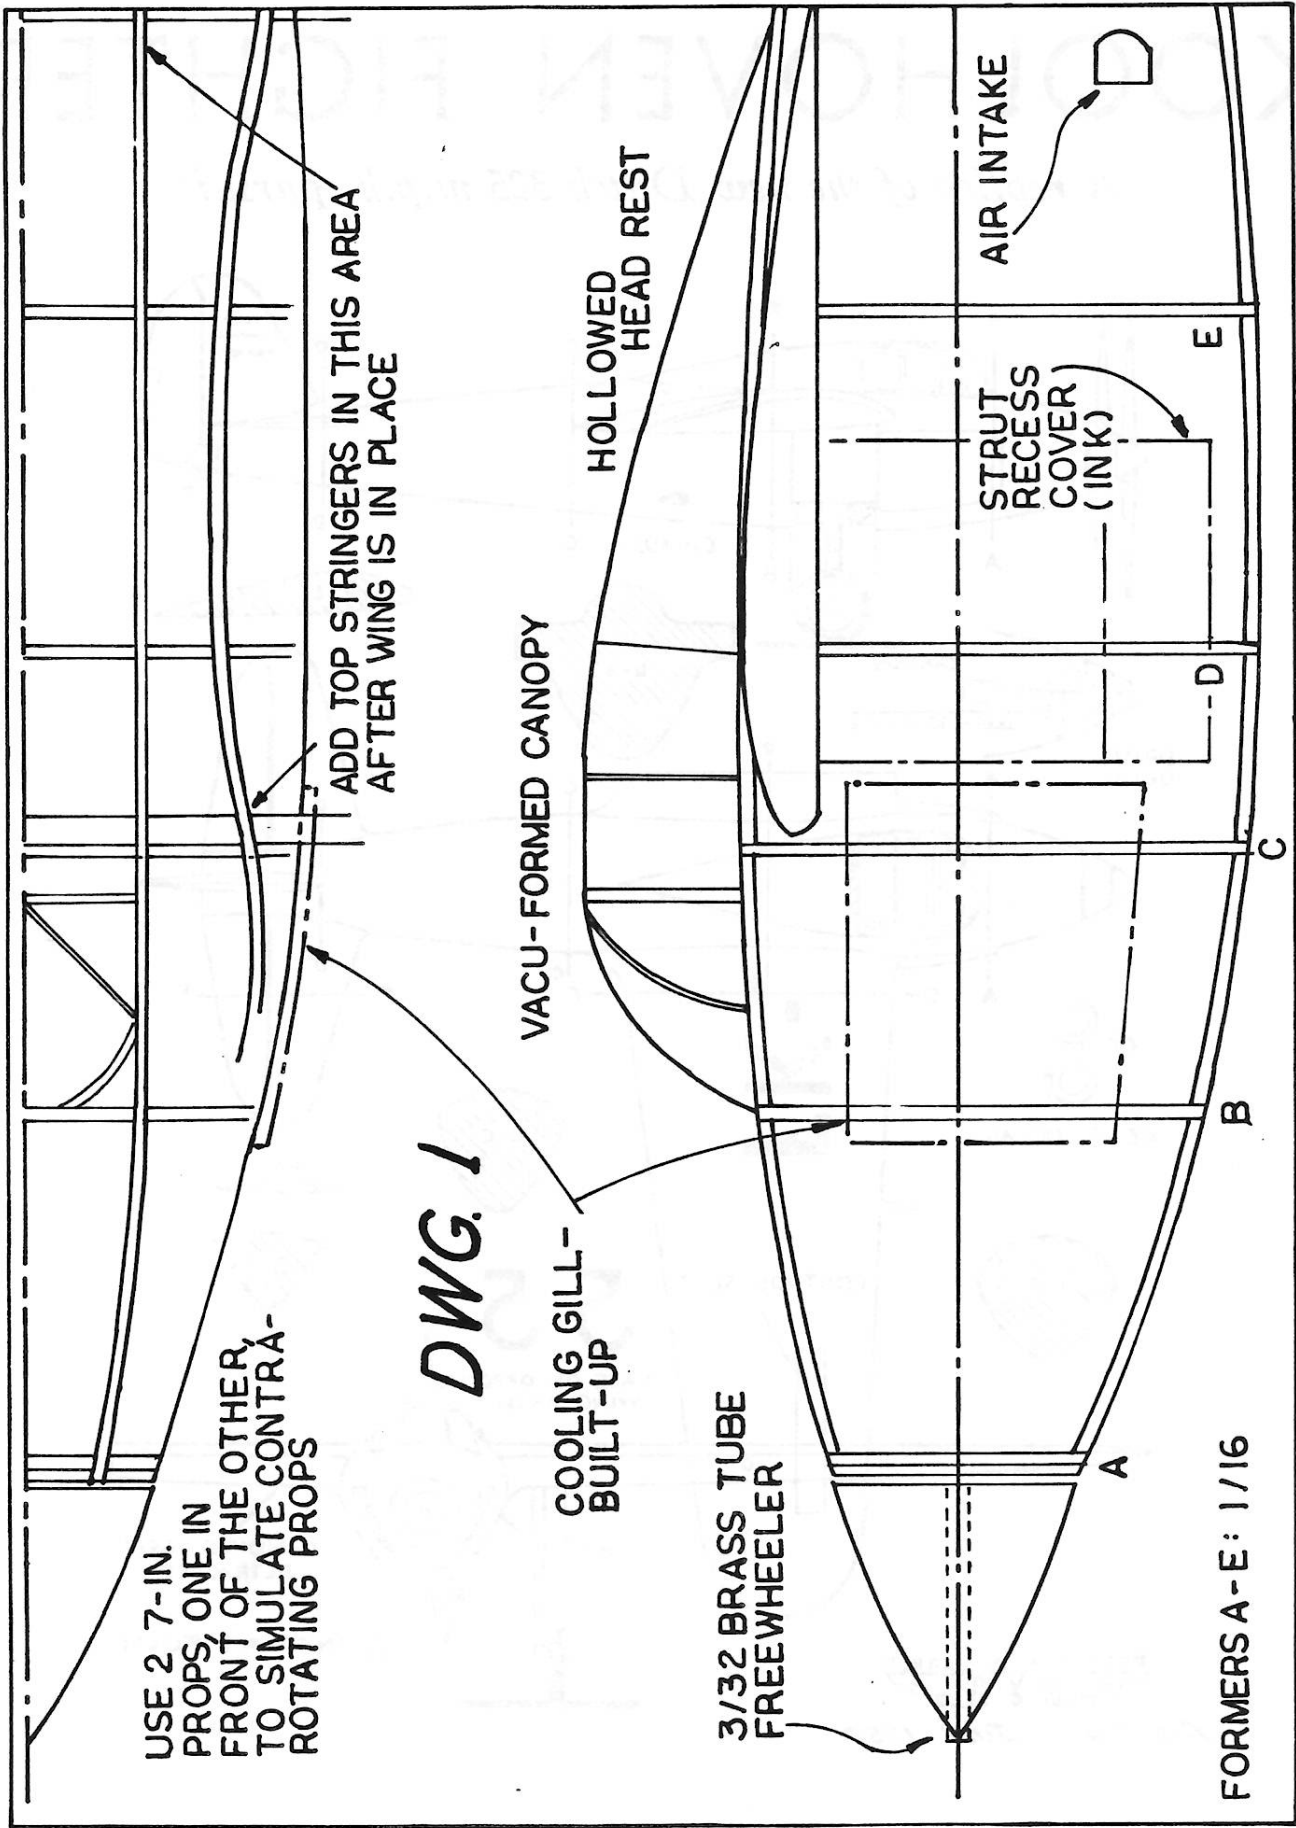 USE 2 7-IN.
PROPS, ONE IN
FRONT OF THE OTHER,
TO SIMULATE CONTRA-
ROTATING PROPS
ADD TOP STRINGERS IN THIS AREA
AFTER WING IS IN PLACE
DWG. 1
COOLING GILL-
BUILT-UP
VACU-FORMED CANOPY
HOLLOWED
HEAD REST
3/32 BRASS TUBE
FREEWHEELER
STRUT
RECESS
COVER
(INK)
AIR INTAKE
A
B
C
D
E
FORMERS A-E: 1/16